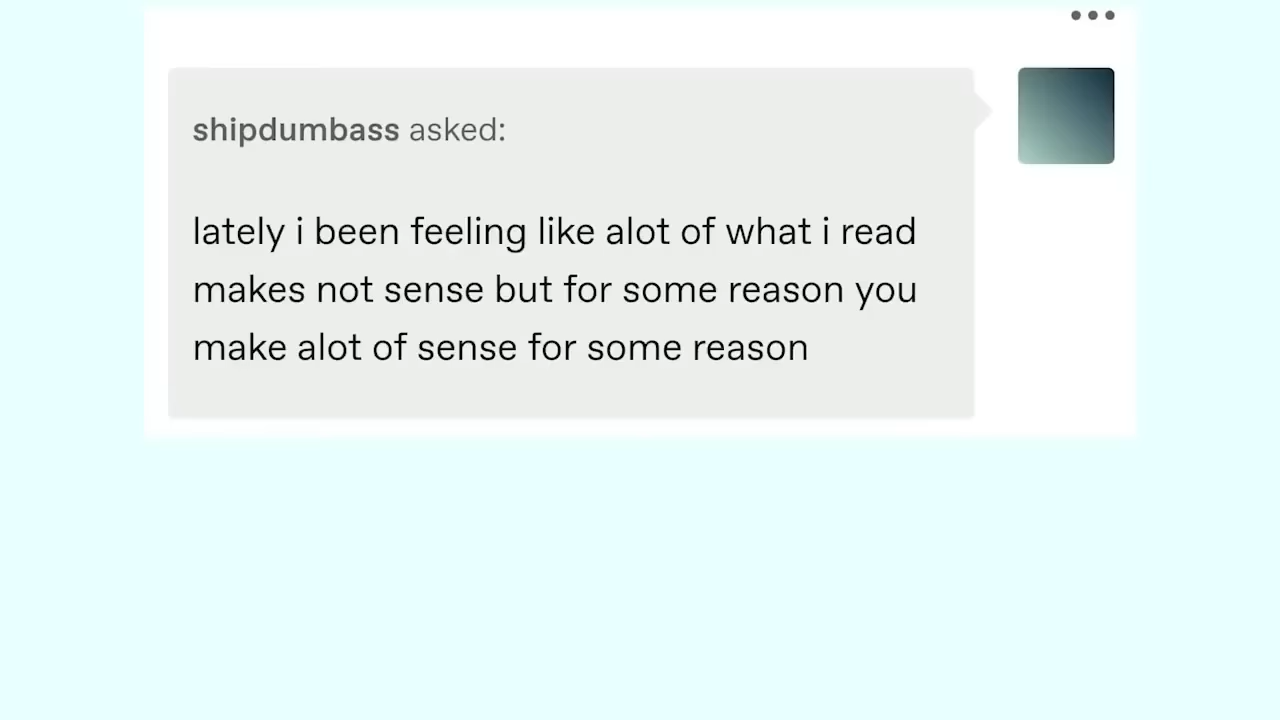 shipdumbass asked:
lately i been feeling like alot of what i read
makes not sense but for some reason you
make alot of sense for some reason